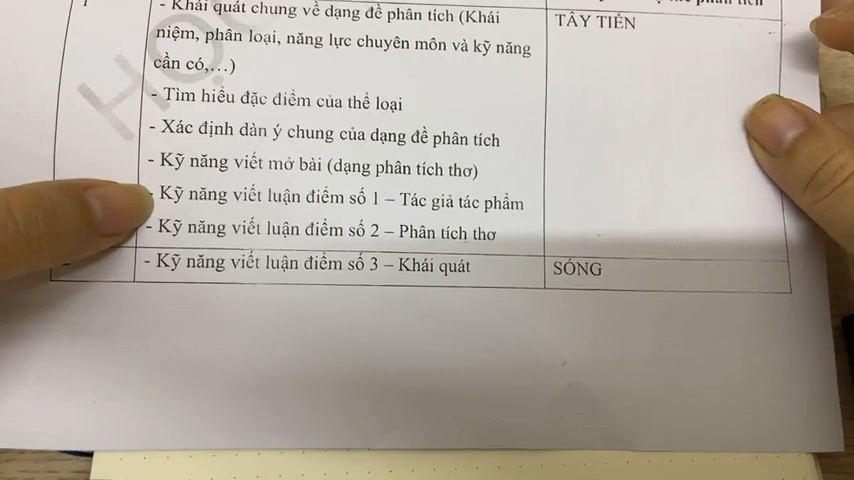 phân tích
1
- Khái quát chung về dạng đề phân tích (Khái
niệm, phân loại, năng lực chuyên môn và kỹ năng
cần có,…)
- Tìm hiểu đặc điểm của thể loại
- Xác định dàn ý chung của dạng đề phân tích
- Kỹ năng viết mở bài (dạng phân tích thơ)
- Kỹ năng viết luận điểm số 1 – Tác giả tác phẩm
- Kỹ năng viết luận điểm số 2 – Phân tích thơ
TÂY TIẾN
- Kỹ năng viết luận điểm số 3 – Khái quát
SÓNG
HỌC